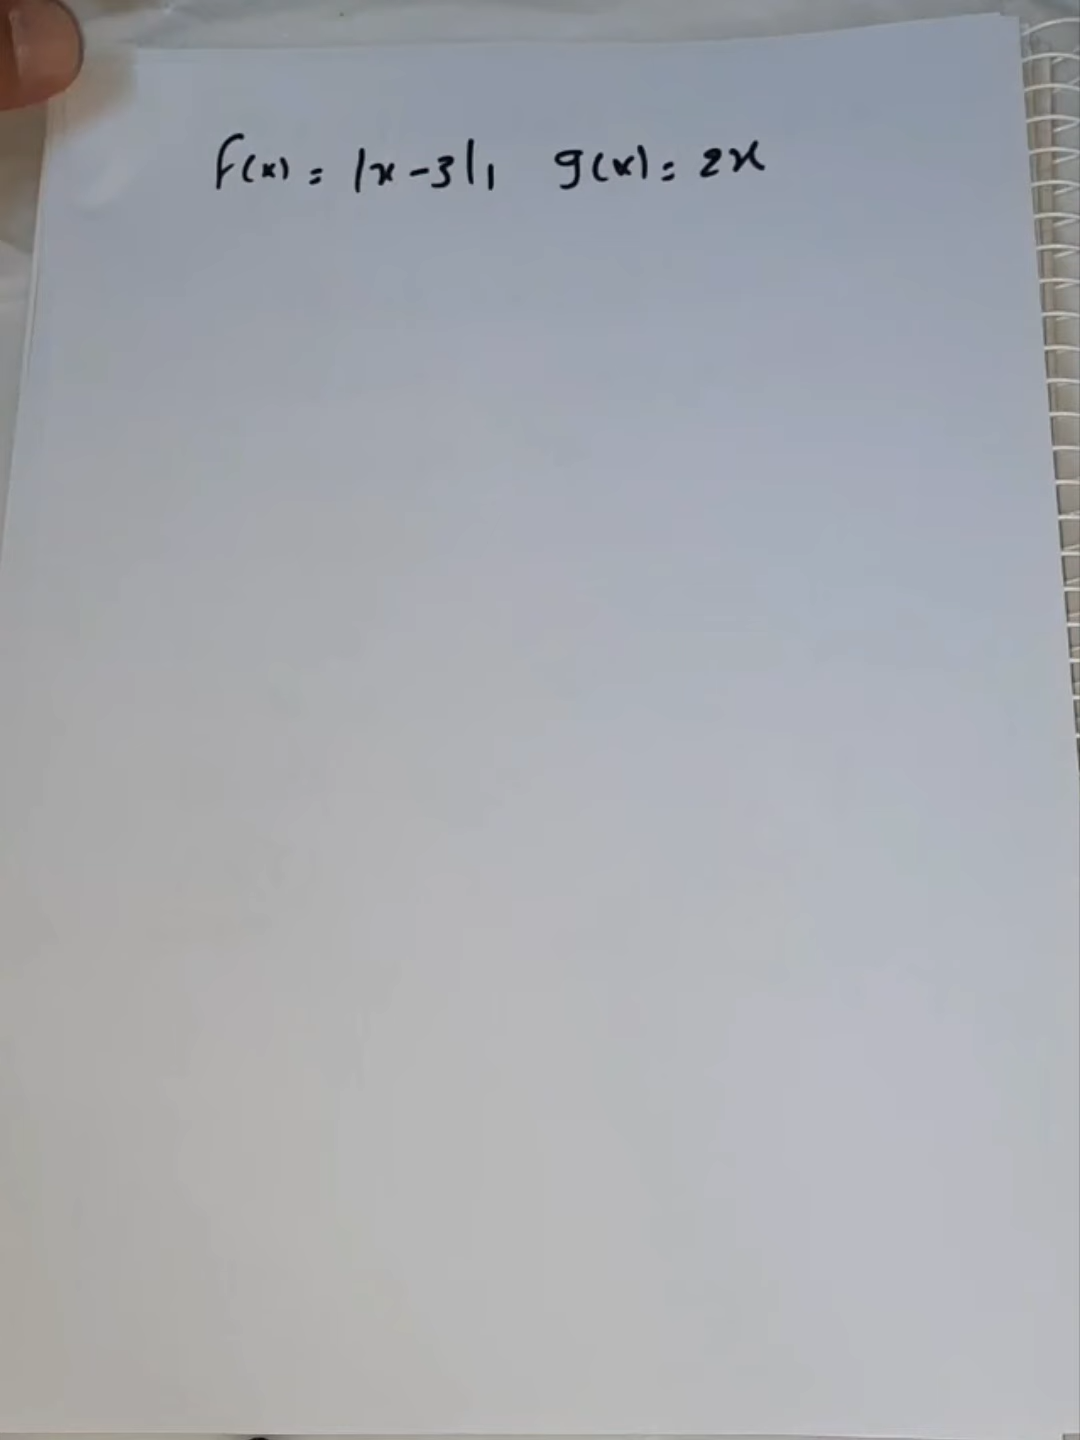 f(x) = |x-3|, g(x) = 2x